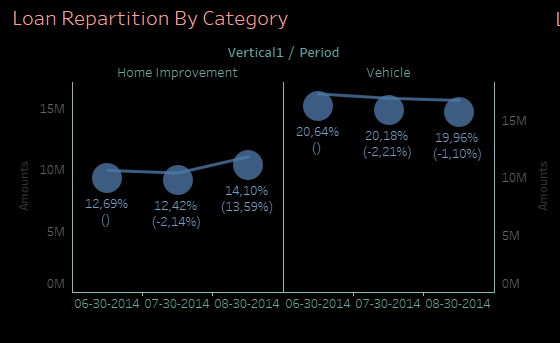 Loan Repartition By Category
L
Vertical1 / Period
Home Improvement
Vehicle
15M
10M
5M
0M
Amounts
12,69%
()
12,42%
(-2,14%)
14,10%
(13,59%)
20,64%
()
20,18%
(-2,21%)
19,96%
(-1,10%)
15M
10M
5M
0M
Amounts
06-30-2014 07-30-2014 08-30-2014 06-30-2014 07-30-2014 08-30-2014